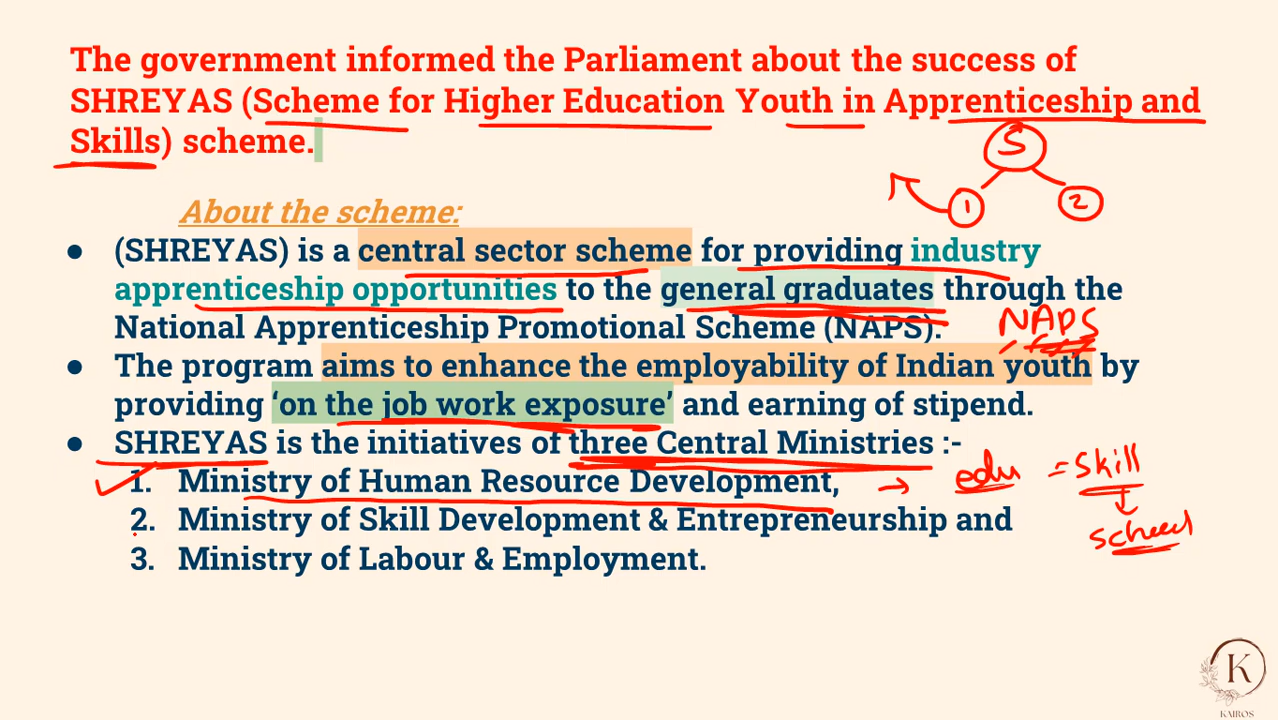 The government informed the Parliament about the success of
SHREYAS (Scheme for Higher Education Youth in Apprenticeship and
Skills) scheme.
S
1 2
About the scheme:
● (SHREYAS) is a central sector scheme for providing industry
apprenticeship opportunities to the general graduates through the
National Apprenticeship Promotional Scheme (NAPS).
NAPS
● The program aims to enhance the employability of Indian youth by
providing ‘on the job work exposure’ and earning of stipend.
● SHREYAS is the initiatives of three Central Ministries :-
1. Ministry of Human Resource Development,
→ edu = skill
2. Ministry of Skill Development & Entrepreneurship and
3. Ministry of Labour & Employment.
K
KAIROS